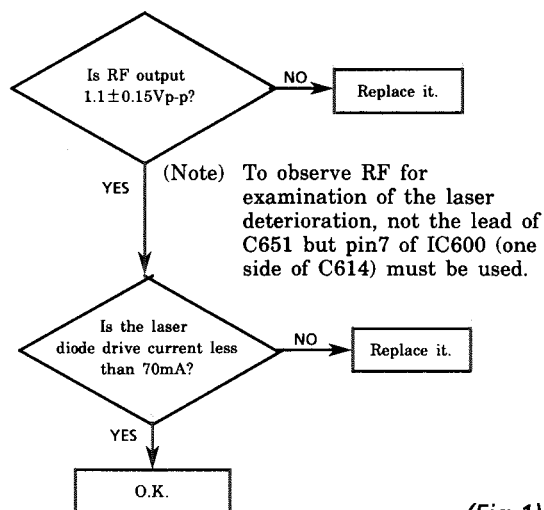 Is RF output
1.1±0.15Vp-p?
NO
Replace it.
YES
(Note) To observe RF for
examination of the laser
deterioration, not the lead of
C651 but pin7 of IC600 (one
side of C614) must be used.
Is the laser
diode drive current less
than 70mA?
NO
Replace it.
YES
O.K.
(Fig. 1)